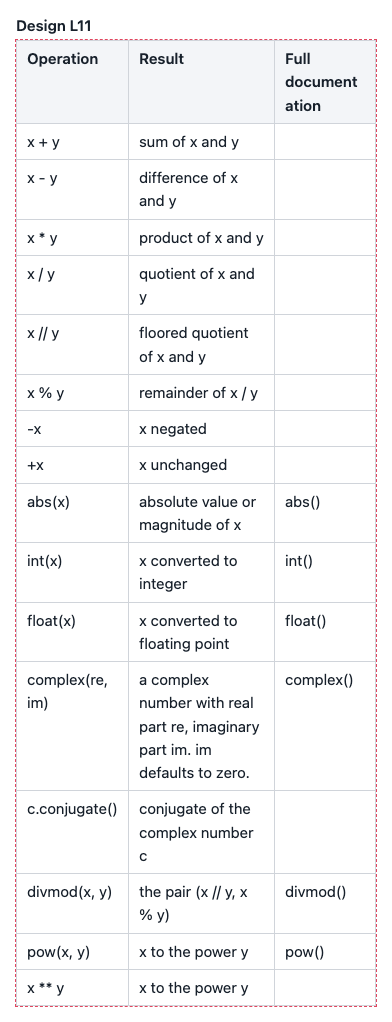 Design L11
Operation Result Full
document
ation
x + y sum of x and y
x - y difference of x
and y
x * y product of x and y
x / y quotient of x and
y
x // y floored quotient
of x and y
x % y remainder of x / y
-x x negated
+x x unchanged
abs(x) absolute value or abs()
magnitude of x
int(x) x converted to int()
integer
float(x) x converted to float()
floating point
complex(re, a complex complex()
im) number with real
part re, imaginary
part im. im
defaults to zero.
c.conjugate() conjugate of the
complex number
c
divmod(x, y) the pair (x // y, x divmod()
% y)
pow(x, y) x to the power y pow()
x ** y x to the power y